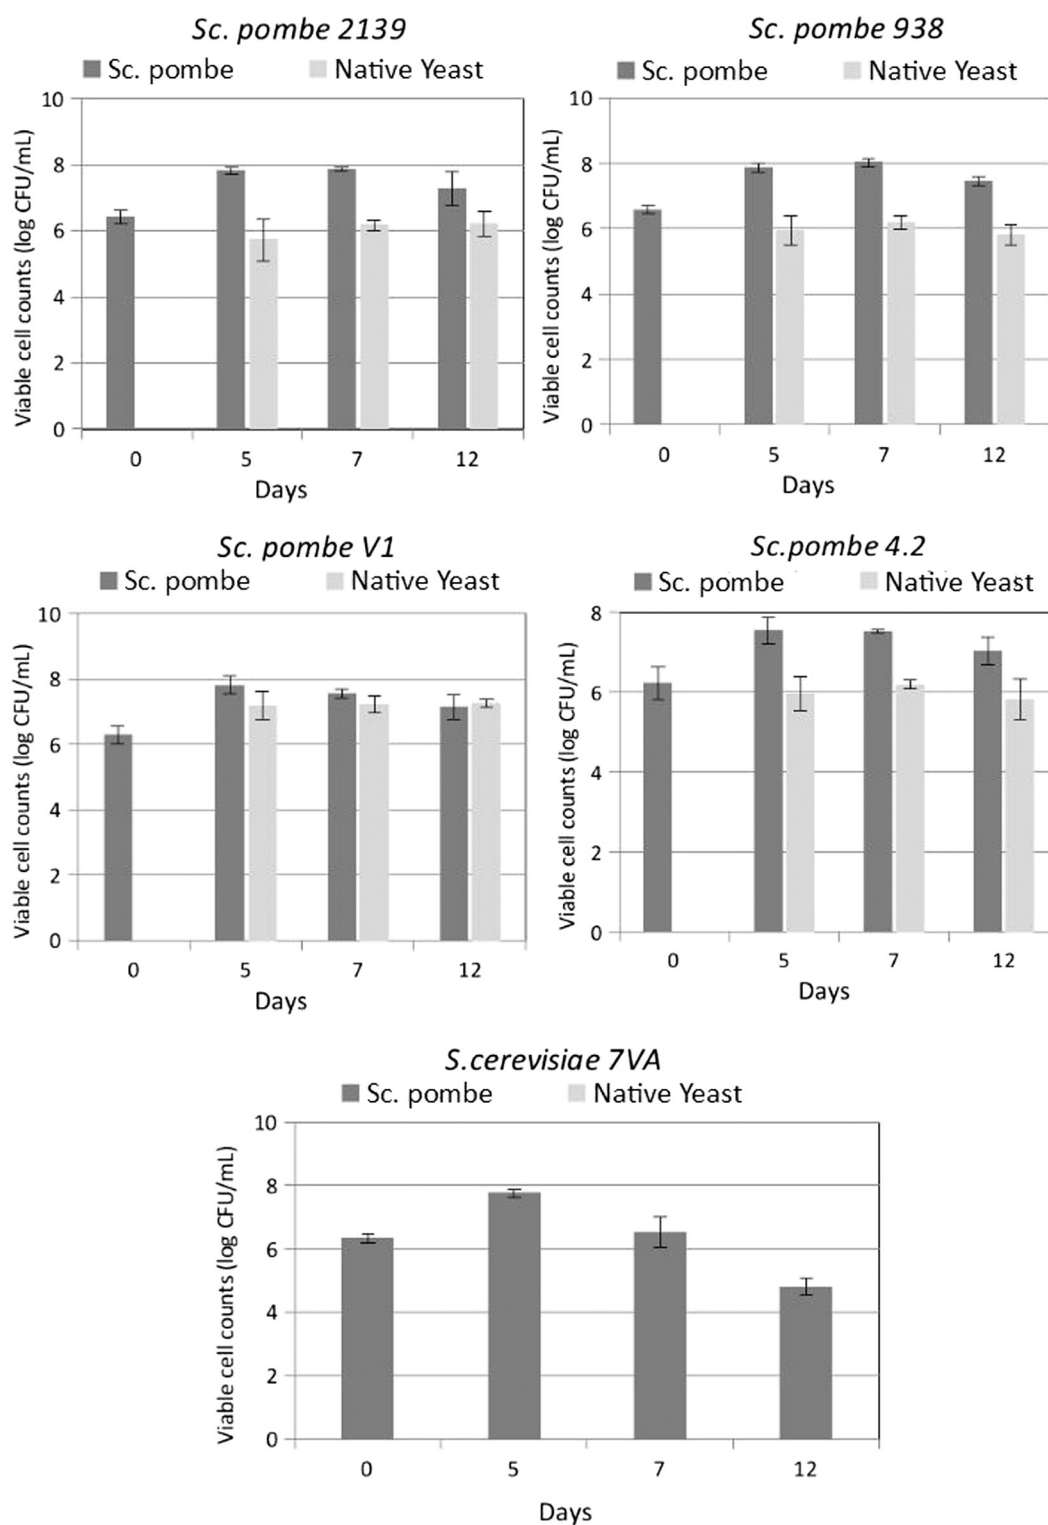 Sc. pombe 2139
Sc. pombe Native Yeast
Viable cell counts (log CFU/mL)
10
8
6
4
2
0
0 5 7 12
Days
Sc. pombe 938
Sc. pombe Native Yeast
Viable cell counts (log CFU/mL)
10
8
6
4
2
0
0 5 7 12
Days
Sc. pombe V1
Sc. pombe Native Yeast
Viable cell counts (log CFU/mL)
10
8
6
4
2
0
0 5 7 12
Days
Sc.pombe 4.2
Sc. pombe Native Yeast
Viable cell counts (log CFU/mL)
8
6
4
2
0
0 5 7 12
Days
S.cerevisiae 7VA
Sc. pombe Native Yeast
Viable cell counts (log CFU/mL)
10
8
6
4
2
0
0 5 7 12
Days